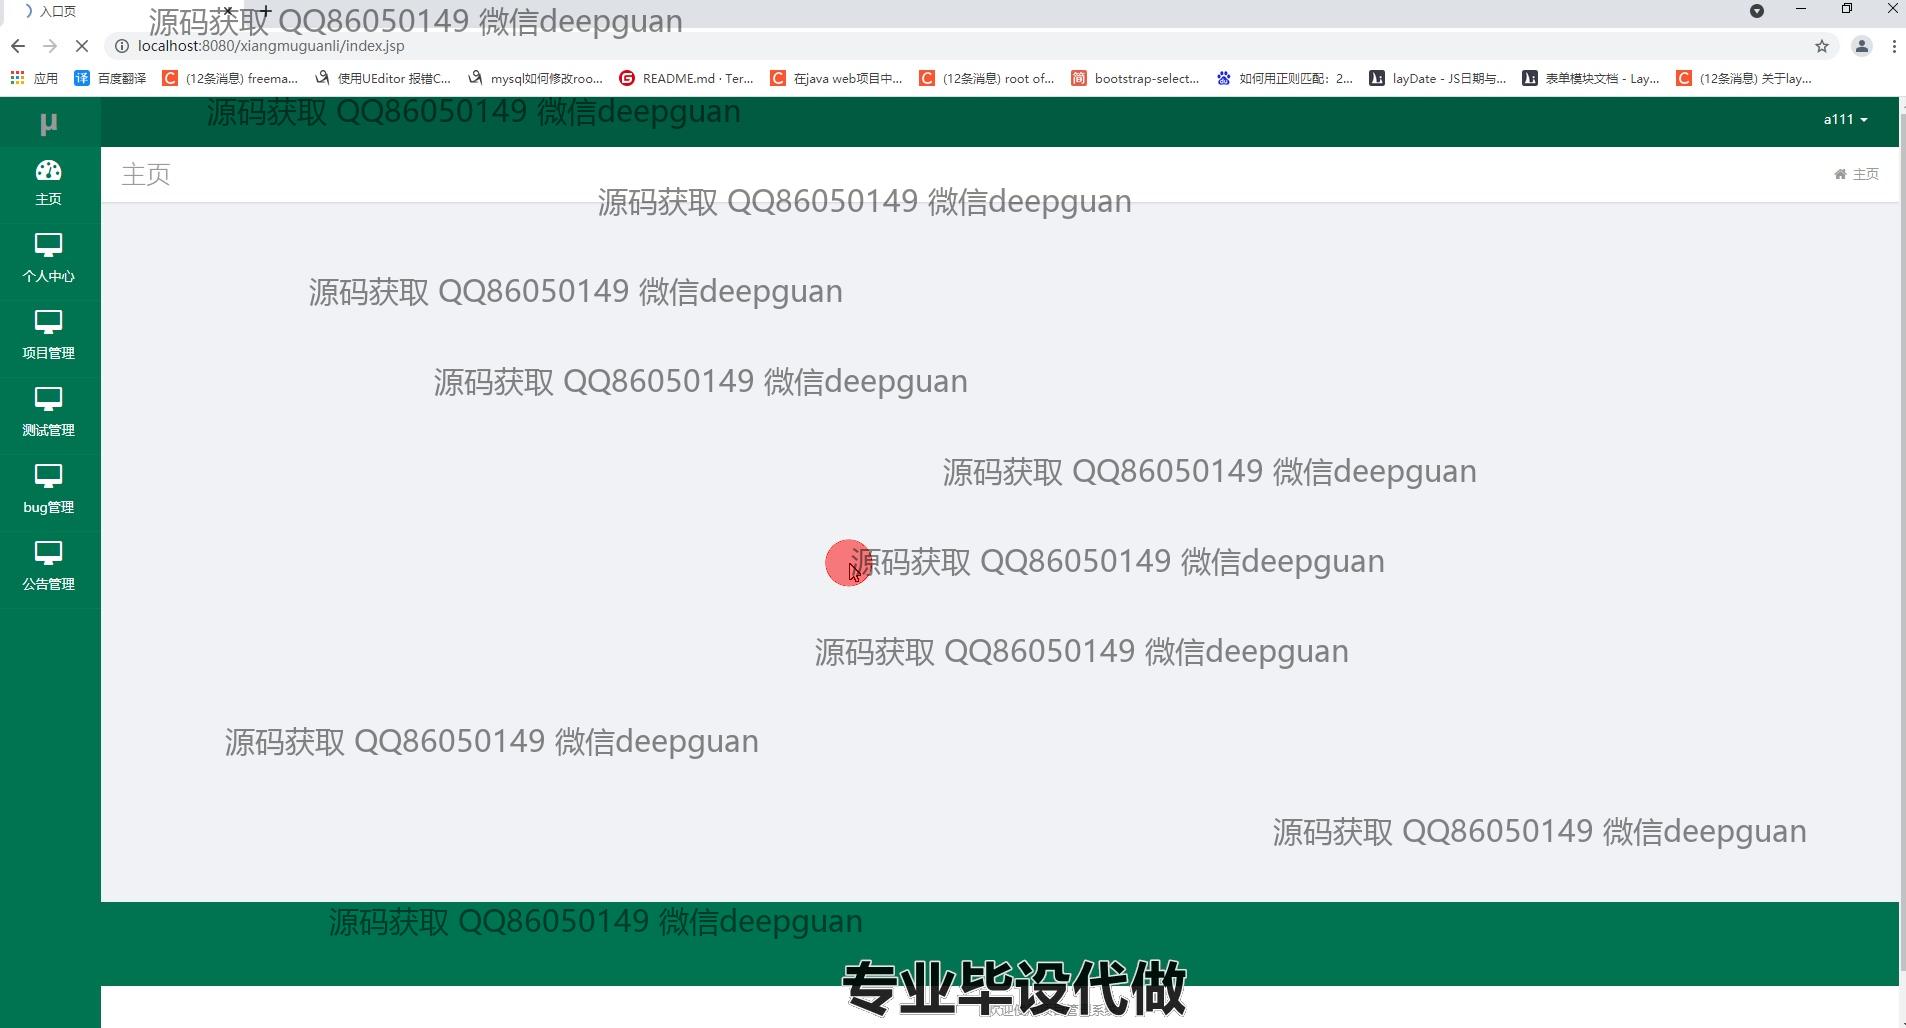 入口页
源码获取 QQ86050149 微信deepguan
localhost:8080/xiangmuguanli/index.jsp
应用 百度翻译 (12条消息) freema... 使用UEditor 报错C... mysql如何修改roo... README.md · Ter... 在java web项目中... (12条消息) root of... bootstrap-select... 如何用正则匹配：2... layDate - JS日期与... 表单模块文档 - Lay... (12条消息) 关于lay...
μ
源码获取 QQ86050149 微信deepguan
a111
主页
主页
主页
源码获取 QQ86050149 微信deepguan
个人中心
源码获取 QQ86050149 微信deepguan
项目管理
源码获取 QQ86050149 微信deepguan
测试管理
源码获取 QQ86050149 微信deepguan
bug管理
源码获取 QQ86050149 微信deepguan
公告管理
源码获取 QQ86050149 微信deepguan
源码获取 QQ86050149 微信deepguan
源码获取 QQ86050149 微信deepguan
源码获取 QQ86050149 微信deepguan
专业毕设代做